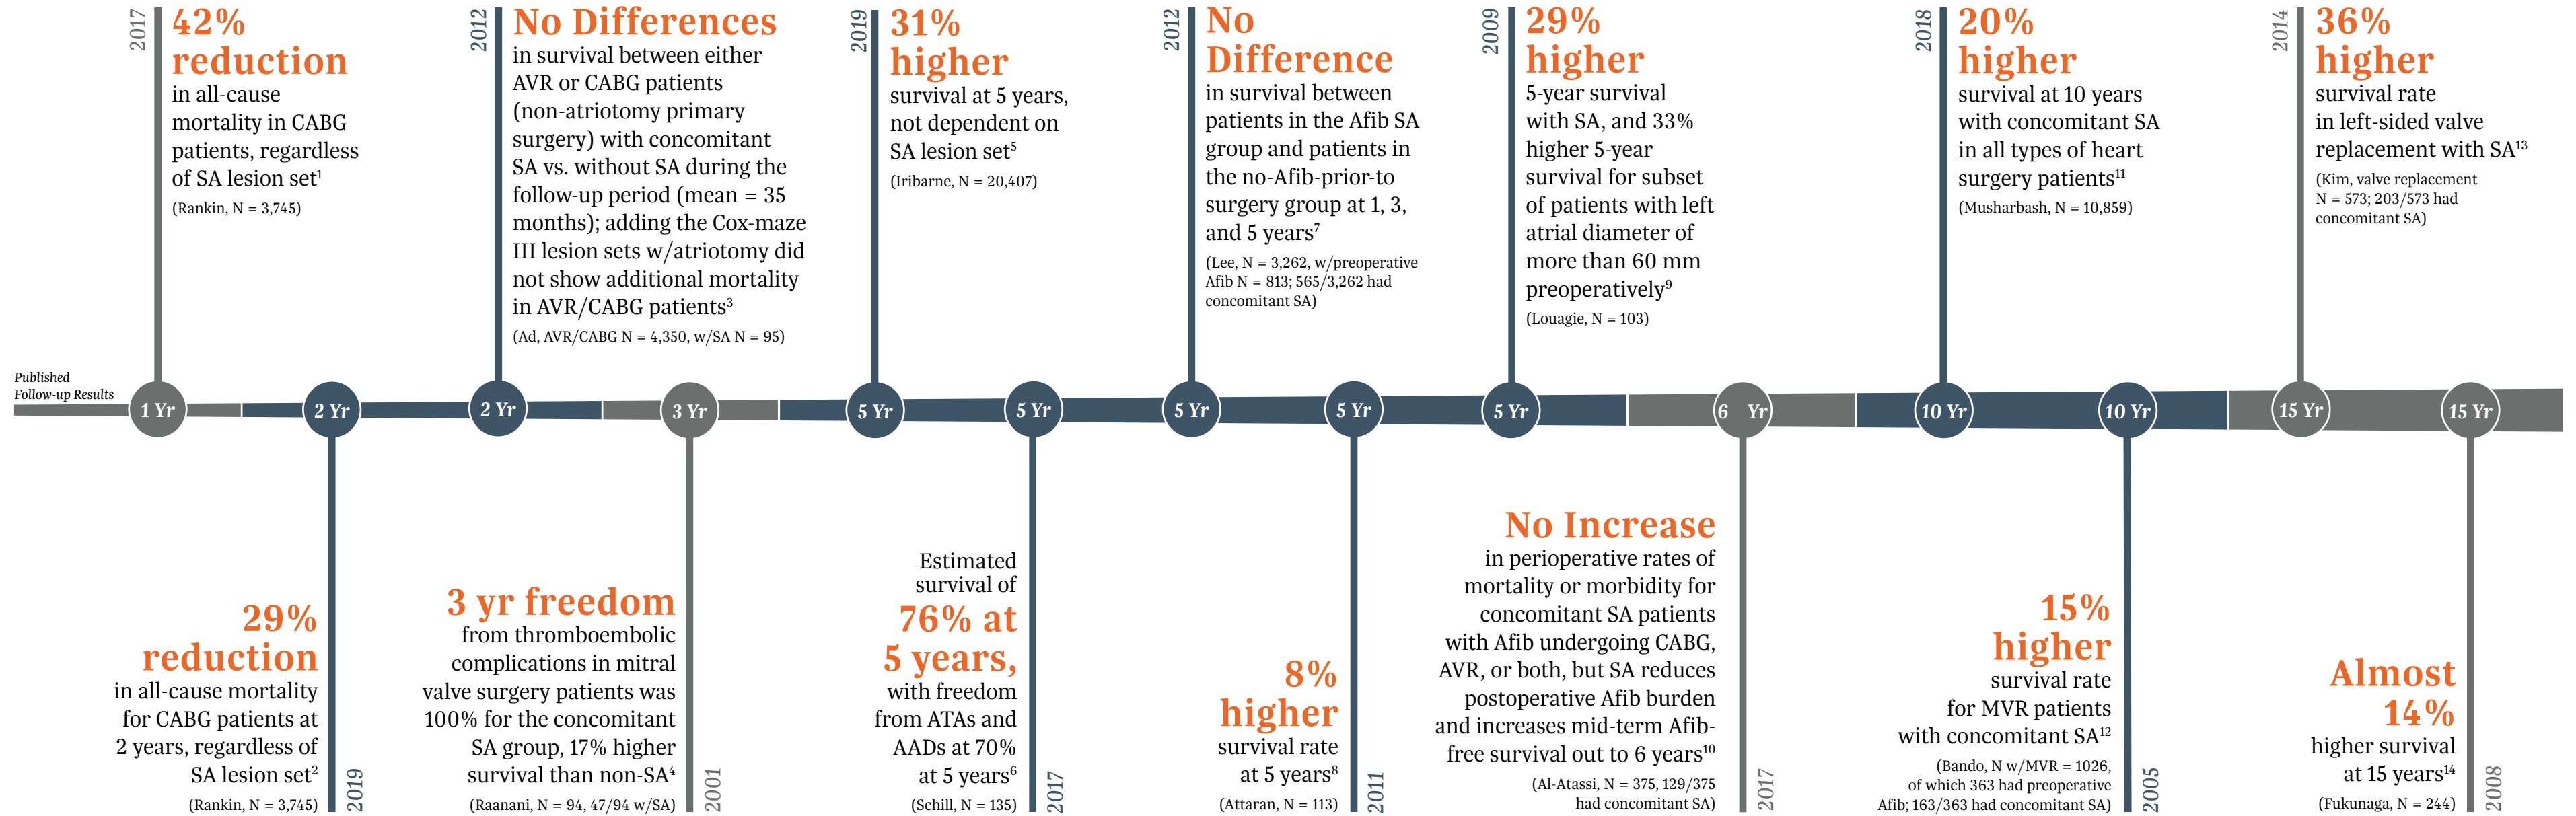 2017
42%
reduction
in all-cause
mortality in CABG
patients, regardless
of SA lesion set1
(Rankin, N = 3,745)
2012
No Differences
in survival between either
AVR or CABG patients
(non-atriotomy primary
surgery) with concomitant
SA vs. without SA during the
follow-up period (mean = 35
months); adding the Cox-maze
III lesion sets w/atriotomy did
not show additional mortality
in AVR/CABG patients3
(Ad, AVR/CABG N = 4,350, w/SA N = 95)
2019
31%
higher
survival at 5 years,
not dependent on
SA lesion set5
(Iribarne, N = 20,407)
2012
No
Difference
in survival between
patients in the Afib SA
group and patients in
the no-Afib-prior-to
surgery group at 1, 3,
and 5 years7
(Lee, N = 3,262, w/preoperative
Afib N = 813; 565/3,262 had
concomitant SA)
2009
29%
higher
5-year survival
with SA, and 33%
higher 5-year
survival for subset
of patients with left
atrial diameter of
more than 60 mm
preoperatively9
(Louagie, N = 103)
2018
20%
higher
survival at 10 years
with concomitant SA
in all types of heart
surgery patients11
(Musharbash, N = 10,859)
2014
36%
higher
survival rate
in left-sided valve
replacement with SA13
(Kim, valve replacement
N = 573; 203/573 had
concomitant SA)
Published
Follow-up Results
1 Yr
2 Yr
2 Yr
3 Yr
5 Yr
5 Yr
5 Yr
5 Yr
5 Yr
6 Yr
10 Yr
10 Yr
15 Yr
15 Yr
29%
reduction
in all-cause mortality
for CABG patients at
2 years, regardless of
SA lesion set2
(Rankin, N = 3,745)
2019
3 yr freedom
from thromboembolic
complications in mitral
valve surgery patients was
100% for the concomitant
SA group, 17% higher
survival than non-SA4
(Raanani, N = 94, 47/94 w/SA)
2001
Estimated
survival of
76% at
5 years,
with freedom
from ATAs and
AADs at 70%
at 5 years6
(Schill, N = 135)
2017
8%
higher
survival rate
at 5 years8
(Attaran, N = 113)
2011
No Increase
in perioperative rates of
mortality or morbidity for
concomitant SA patients
with Afib undergoing CABG,
AVR, or both, but SA reduces
postoperative Afib burden
and increases mid-term Afib-
free survival out to 6 years10
(Al-Atassi, N = 375, 129/375
had concomitant SA)
2017
15%
higher
survival rate
for MVR patients
with concomitant SA12
(Bando, N w/MVR = 1026,
of which 363 had preoperative
Afib; 163/363 had concomitant SA)
2005
Almost
14%
higher survival
at 15 years14
(Fukunaga, N = 244)
2008